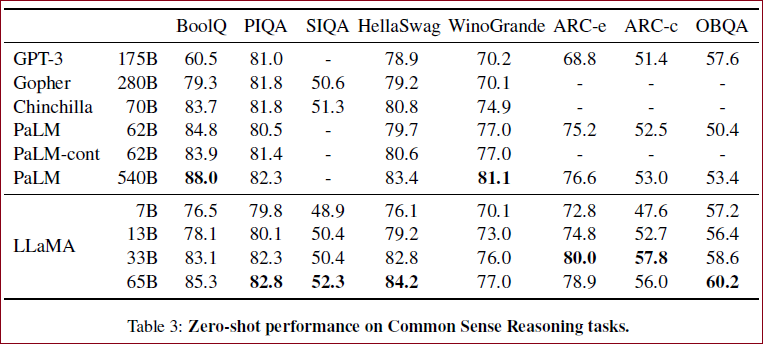 BoolQ PIQA SIQA HellaSwag WinoGrande ARC-e ARC-c OBQA
GPT-3 175B 60.5 81.0 - 78.9 70.2 68.8 51.4 57.6
Gopher 280B 79.3 81.8 50.6 79.2 70.1 - - -
Chinchilla 70B 83.7 81.8 51.3 80.8 74.9 - - -
PaLM 62B 84.8 80.5 - 79.7 77.0 75.2 52.5 50.4
PaLM-cont 62B 83.9 81.4 - 80.6 77.0 - - -
PaLM 540B 88.0 82.3 - 83.4 81.1 76.6 53.0 53.4
LLaMA
7B 76.5 79.8 48.9 76.1 70.1 72.8 47.6 57.2
13B 78.1 80.1 50.4 79.2 73.0 74.8 52.7 56.4
33B 83.1 82.3 50.4 82.8 76.0 80.0 57.8 58.6
65B 85.3 82.8 52.3 84.2 77.0 78.9 56.0 60.2
Table 3: Zero-shot performance on Common Sense Reasoning tasks.